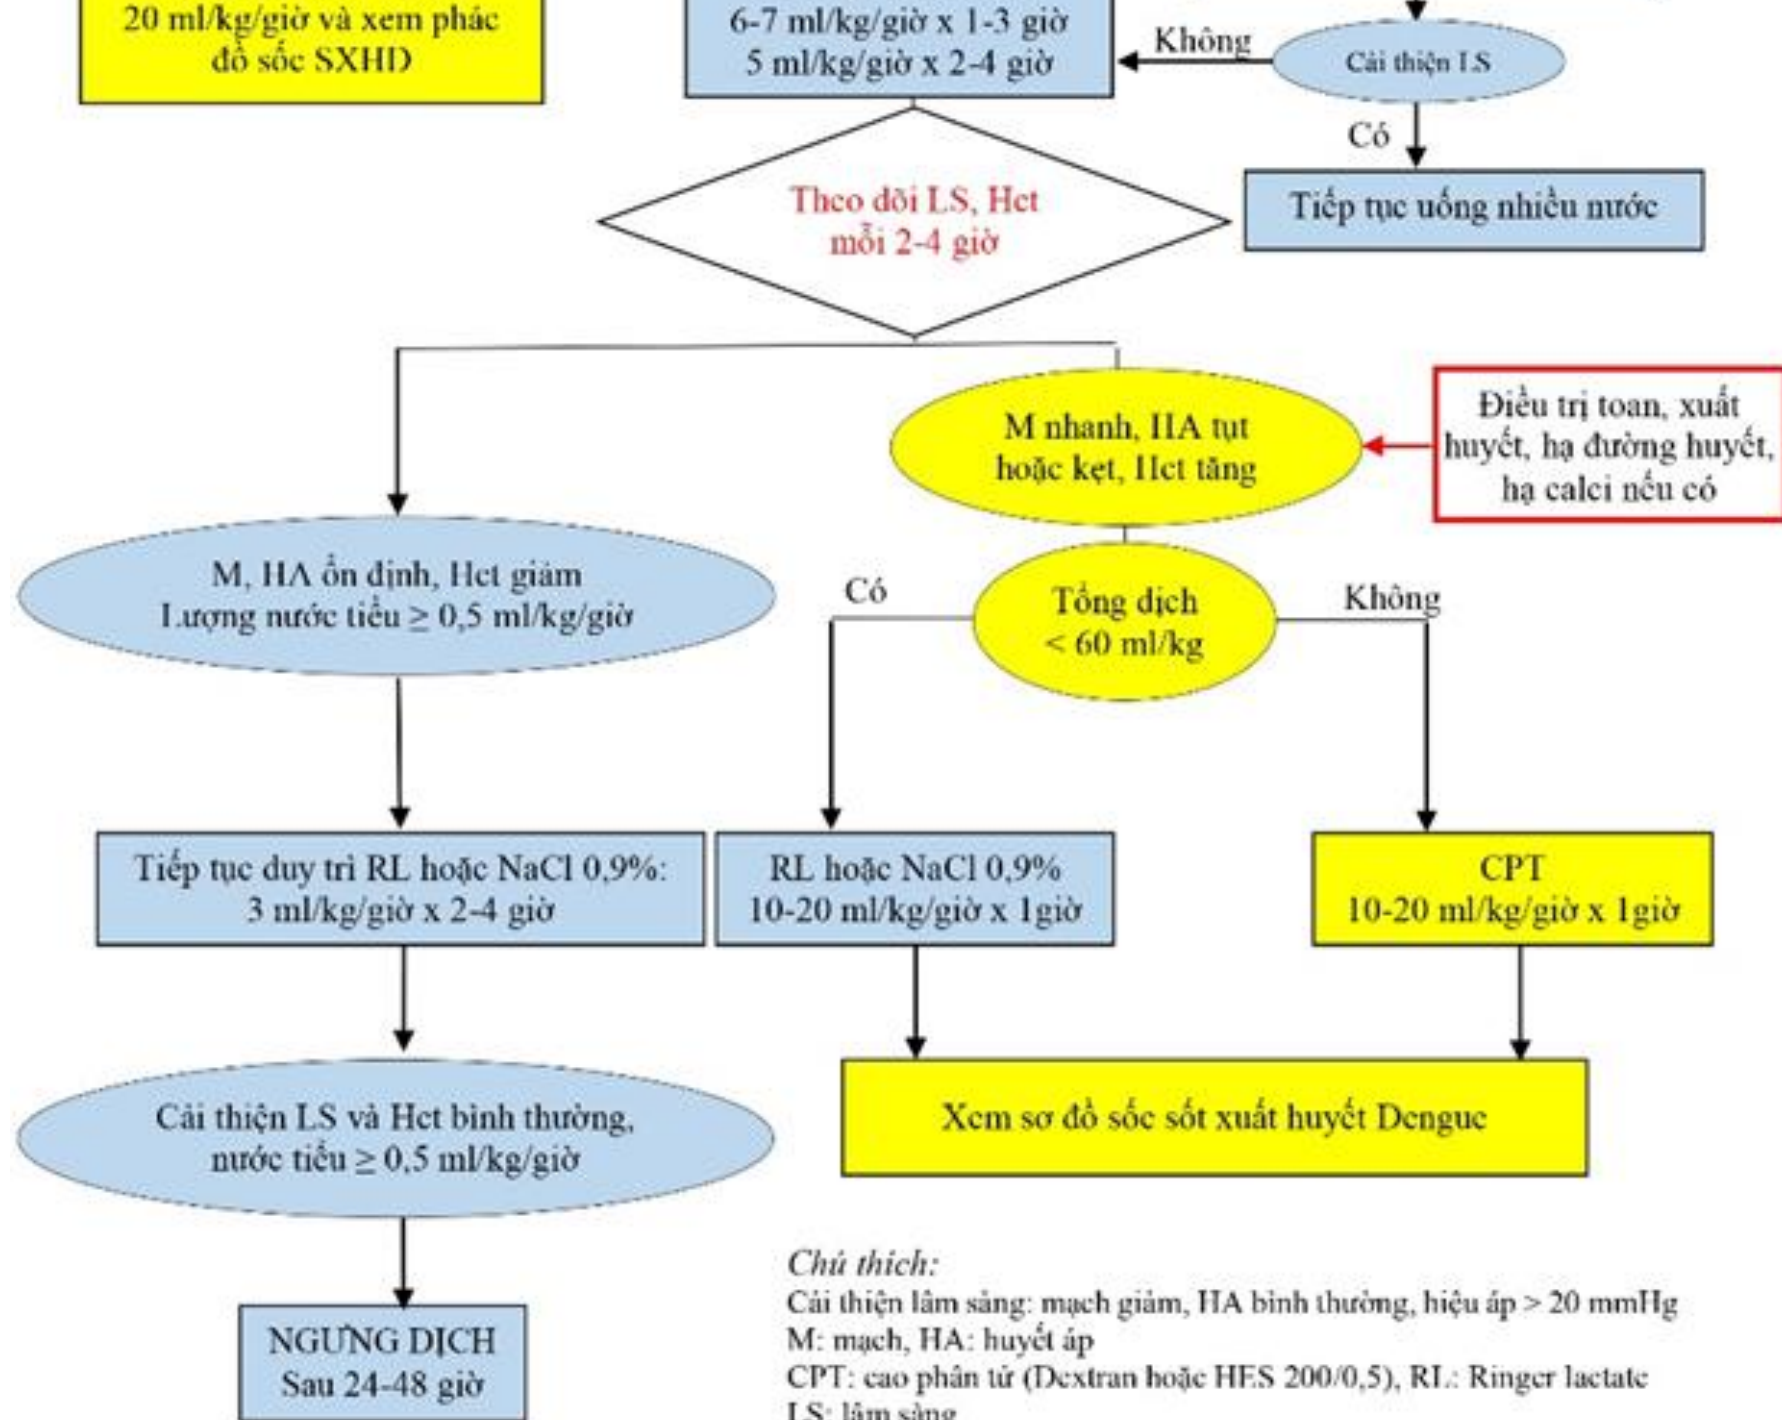 20 ml/kg/giờ và xem phác
đồ sốc SXHD
6-7 ml/kg/giờ x 1-3 giờ
5 ml/kg/giờ x 2-4 giờ
Không
Cải thiện LS
Có
Tiếp tục uống nhiều nước
Theo dõi LS, Hct
mỗi 2-4 giờ
M nhanh, HA tụt
hoặc kẹt, Hct tăng
Điều trị toan, xuất
huyết, hạ đường huyết,
hạ calci nếu có
M, HA ổn định, Hct giảm
Lượng nước tiểu ≥ 0,5 ml/kg/giờ
Có
Tổng dịch
< 60 ml/kg
Không
Tiếp tục duy trì RL hoặc NaCl 0,9%:
3 ml/kg/giờ x 2-4 giờ
RL hoặc NaCl 0,9%
10-20 ml/kg/giờ x 1giờ
CPT
10-20 ml/kg/giờ x 1giờ
Cải thiện LS và Hct bình thường,
nước tiểu ≥ 0,5 ml/kg/giờ
Xem sơ đồ sốc sốt xuất huyết Dengue
NGƯNG DỊCH
Sau 24-48 giờ
Chú thích:
Cải thiện lâm sàng: mạch giảm, HA bình thường, hiệu áp > 20 mmHg
M: mạch, HA: huyết áp
CPT: cao phân tử (Dextran hoặc HES 200/0,5), RL: Ringer lactate
LS: lâm sàng